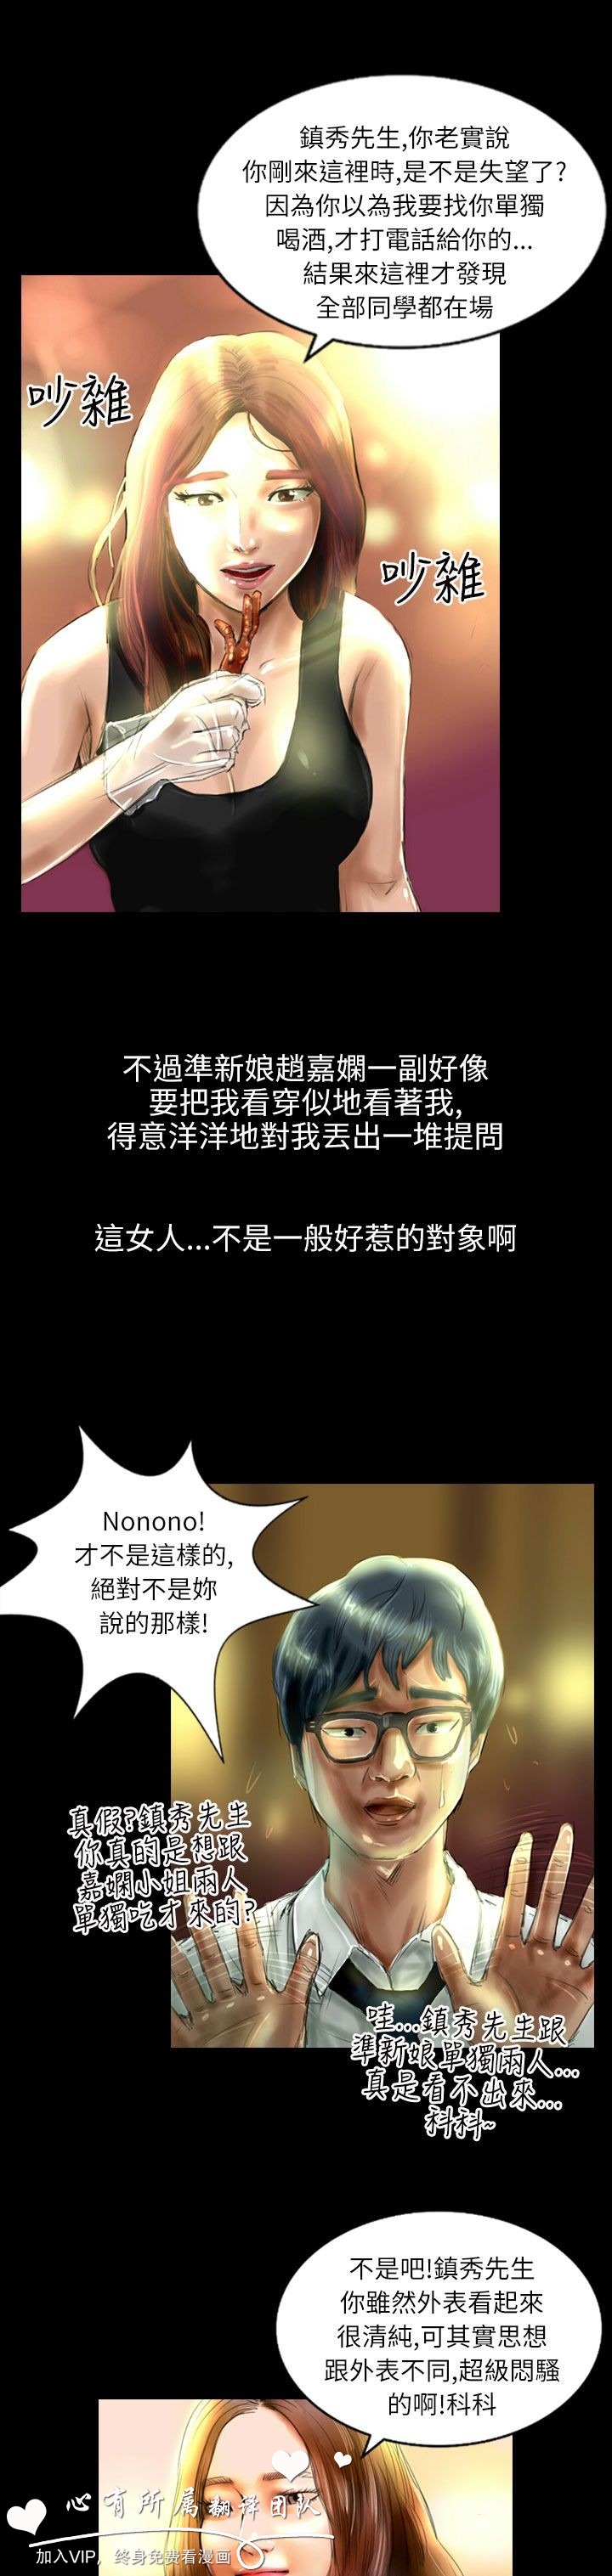 鎮秀先生,你老實說
你剛來這裡時,是不是失望了?
因為你以為我要找你單獨
喝酒,才打電話給你的...
結果來這裡才發現
全部同學都在場
吵雜
吵雜
不過準新娘趙嘉嫻一副好像
要把我看穿似地看著我,
得意洋洋地對我丟出一堆提問
這女人...不是一般好惹的對象啊
Nonono!
才不是這樣的,
絕對不是妳
說的那樣!
真假?鎮秀先生
你真的是想跟
嘉嫻小姐兩人
單獨吃才來的?
哇...鎮秀先生跟
準新娘單獨兩人...
真是看不出來...
科科~
不是吧!鎮秀先生
你雖然外表看起來
很清純,可其實思想
跟外表不同,超級悶騷
的啊!科科
心有所属翻译团队
加入VIP，终身免费看漫画